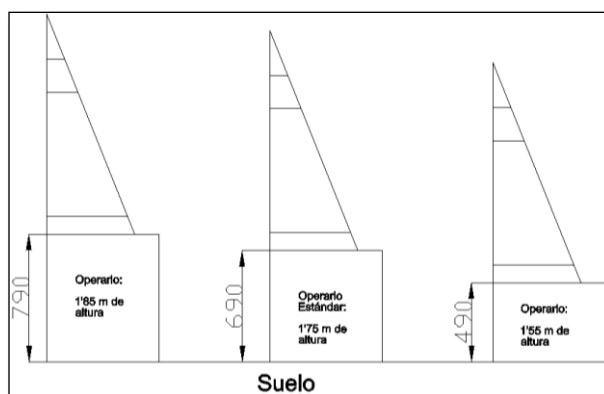 790
Operario:
1'85 m de
altura
690
Operario
Estándar:
1'75 m de
altura
490
Operario:
1'55 m de
altura
Suelo